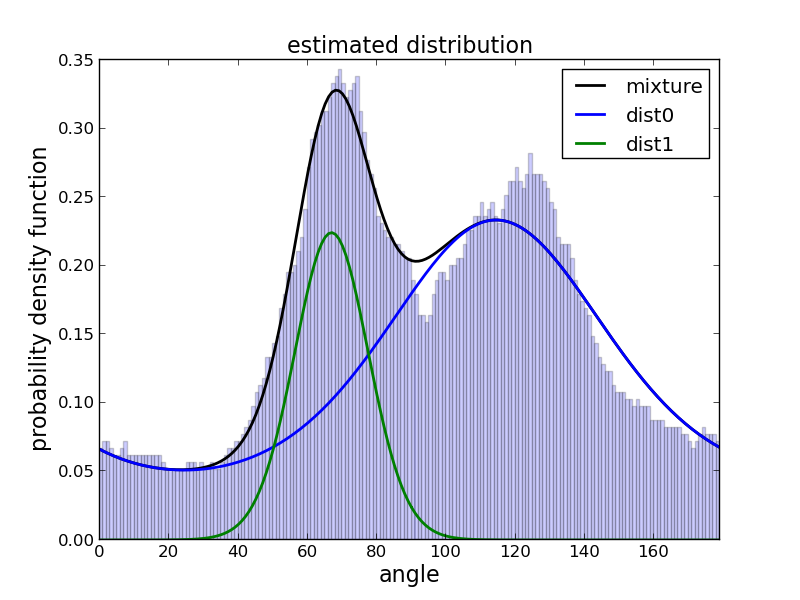 estimated distribution
mixture
dist0
dist1
probability density function
0.35
0.30
0.25
0.20
0.15
0.10
0.05
0.00
0 20 40 60 80 100 120 140 160
angle